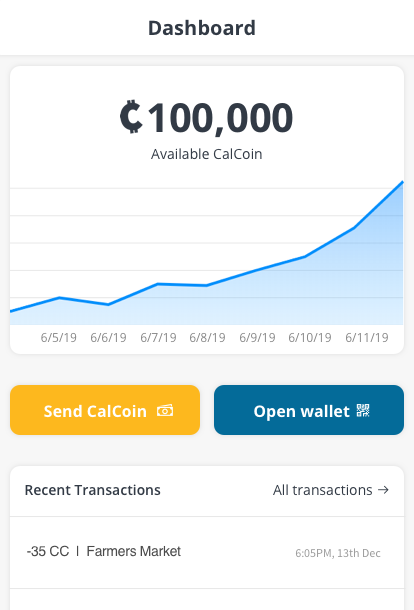 Dashboard
₵100,000
Available CalCoin
6/5/19 6/6/19 6/7/19 6/8/19 6/9/19 6/10/19 6/11/19
Send CalCoin Open wallet
Recent Transactions All transactions →
-35 CC | Farmers Market 6:05PM, 13th Dec